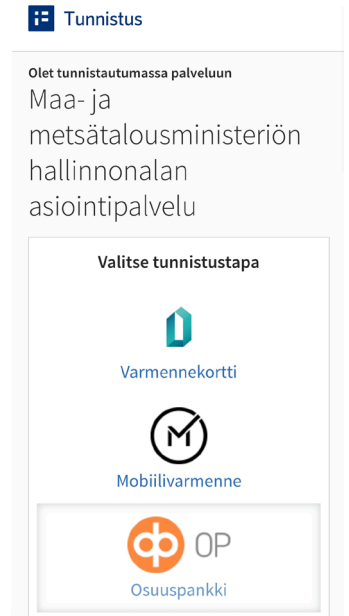 Tunnistus
Olet tunnistautumassa palveluun
Maa- ja
metsätalousministeriön
hallinnonalan
asiointipalvelu
Valitse tunnistustapa
Varmennekortti
M
Mobiilivarmenne
OP
Osuuspankki